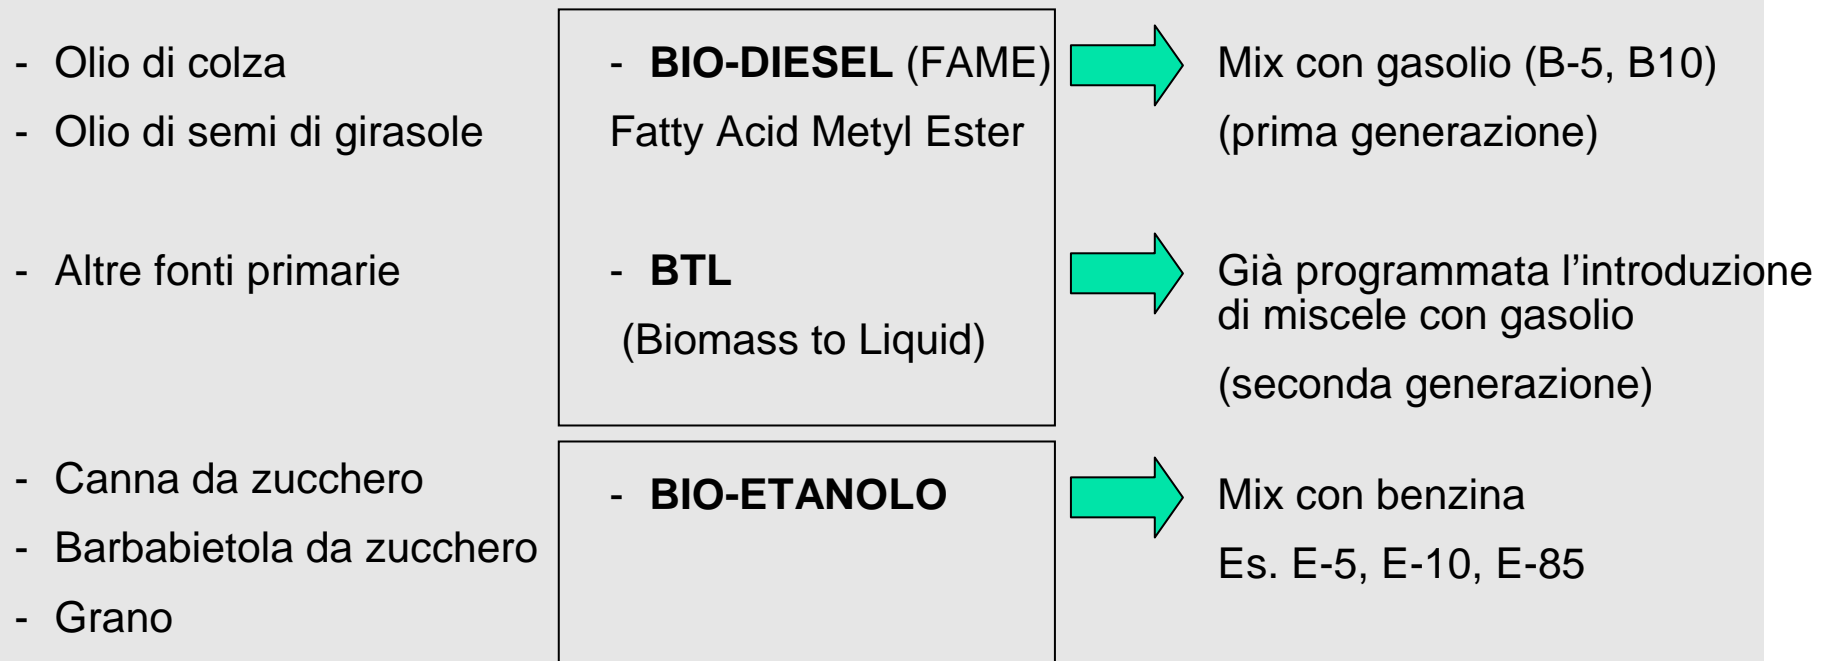 - Olio di colza
- Olio di semi di girasole
- Altre fonti primarie
- Canna da zucchero
- Barbabietola da zucchero
- Grano
- BIO-DIESEL (FAME)
Fatty Acid Metyl Ester
- BTL
(Biomass to Liquid)
- BIO-ETANOLO
Mix con gasolio (B-5, B10)
(prima generazione)
Già programmata l’introduzione
di miscele con gasolio
(seconda generazione)
Mix con benzina
Es. E-5, E-10, E-85